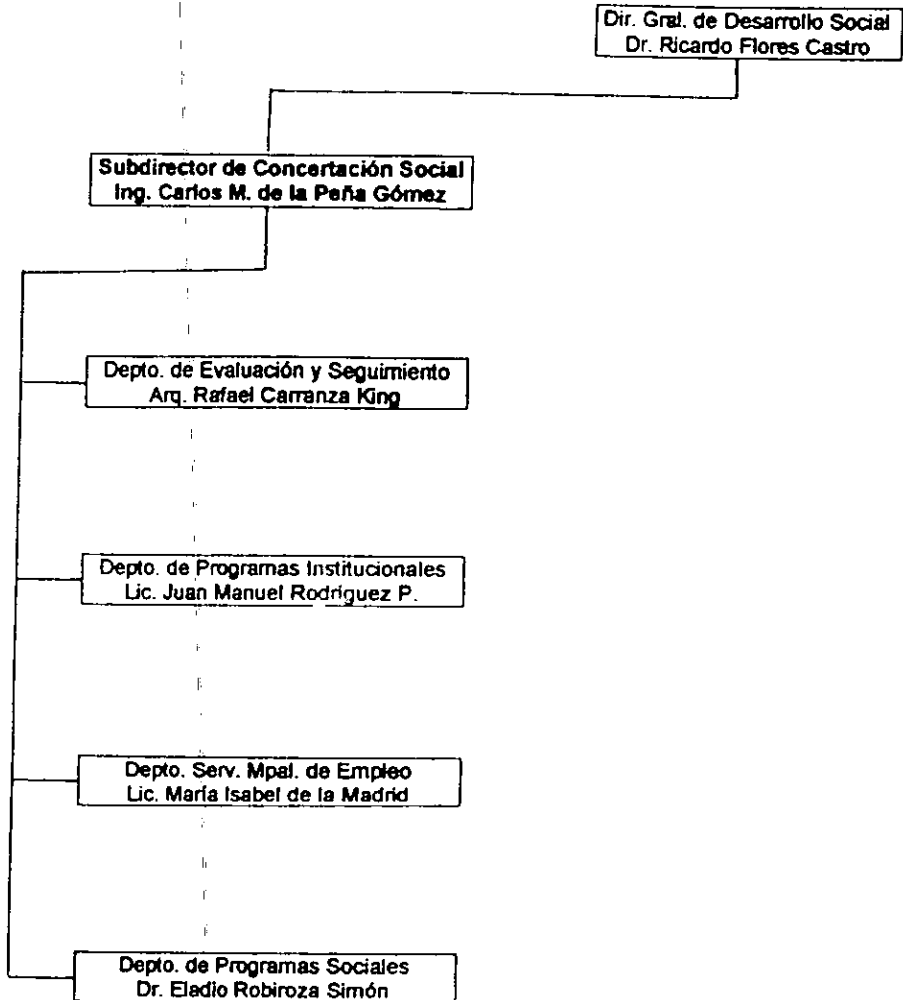 Dir. Gral. de Desarrollo Social
Dr. Ricardo Flores Castro
Subdirector de Concertación Social
Ing. Carlos M. de la Peña Gómez
Depto. de Evaluación y Seguimiento
Arq. Rafael Carranza King
Depto. de Programas Institucionales
Lic. Juan Manuel Rodríguez P.
Depto. Serv. Mpal. de Empleo
Lic. María Isabel de la Madrid
Depto. de Programas Sociales
Dr. Eladio Robiroza Simón